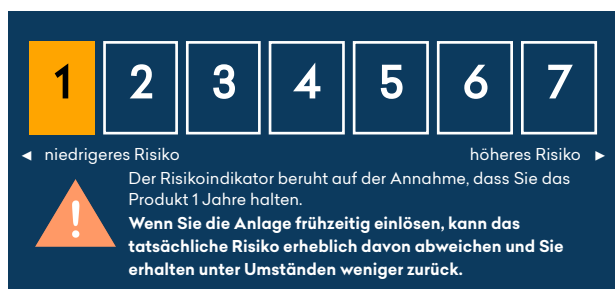 1 2 3 4 5 6 7
◄ niedrigeres Risiko höheres Risiko ►
Der Risikoindikator beruht auf der Annahme, dass Sie das
Produkt 1 Jahre halten.
Wenn Sie die Anlage frühzeitig einlösen, kann das
tatsächliche Risiko erheblich davon abweichen und Sie
erhalten unter Umständen weniger zurück.